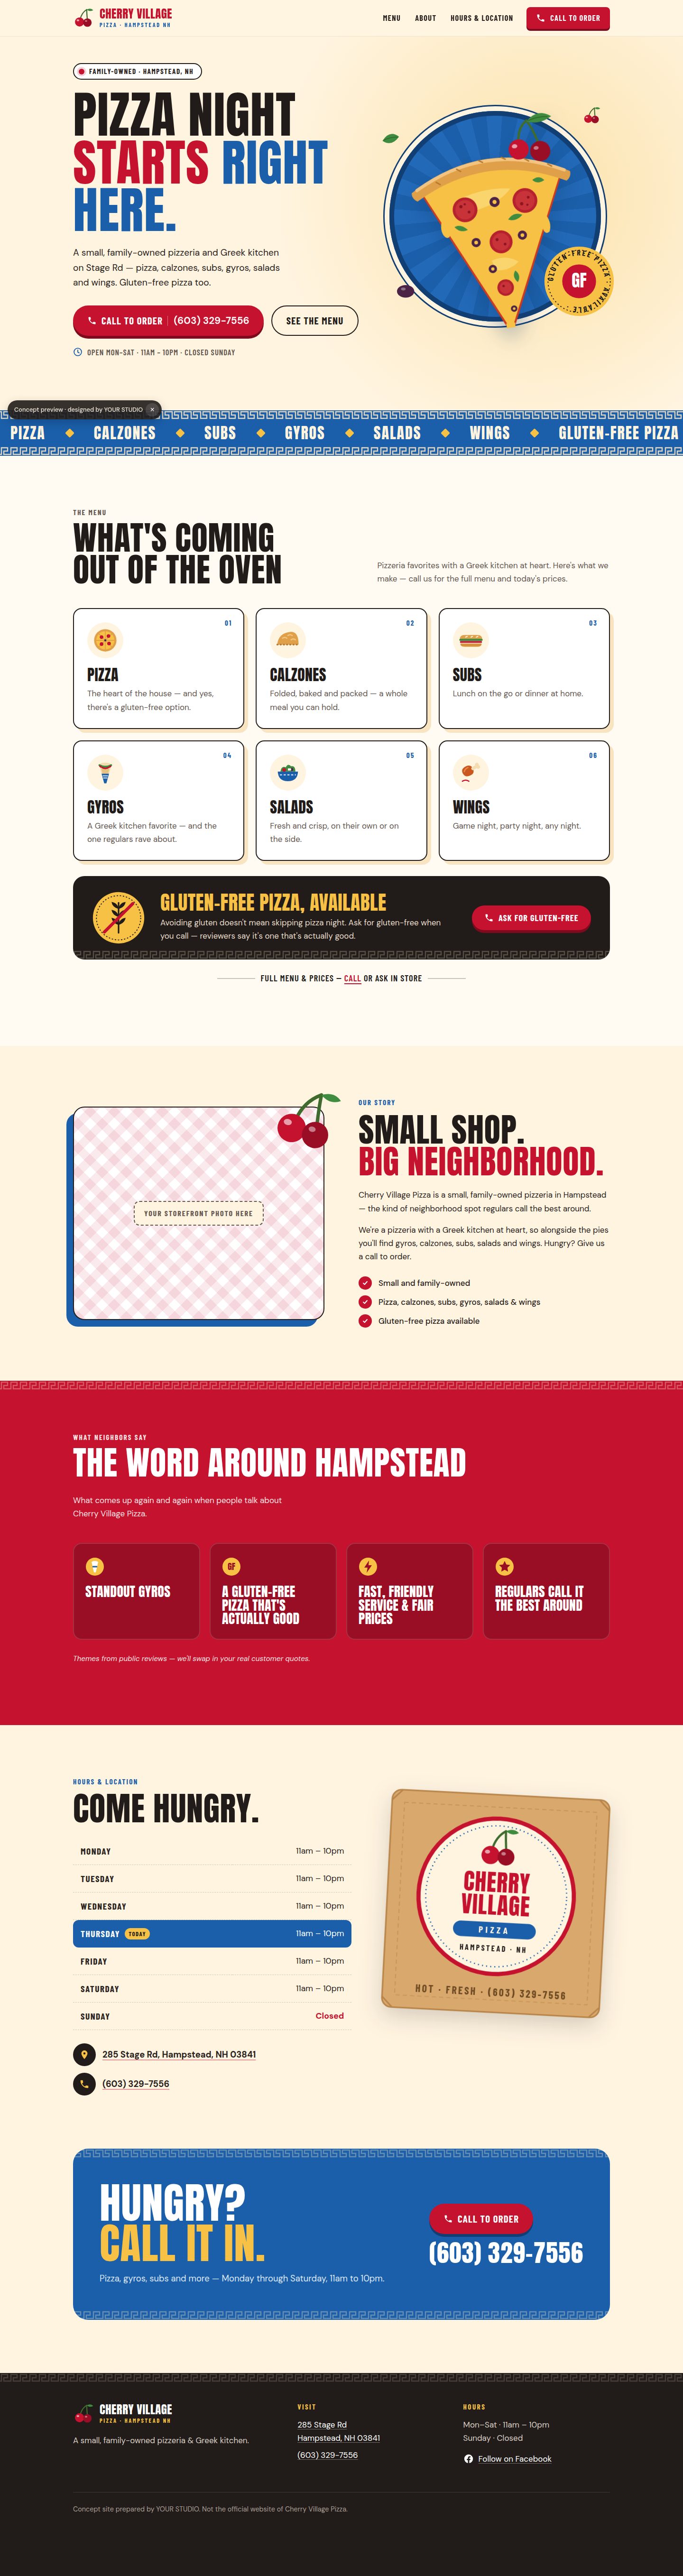 CHERRY VILLAGE
PIZZA · HAMPSTEAD NH
MENU
ABOUT
HOURS & LOCATION
CALL TO ORDER
FAMILY-OWNED · HAMPSTEAD, NH
PIZZA NIGHT
STARTS RIGHT
HERE.
A small, family-owned pizzeria and Greek kitchen
on Stage Rd — pizza, calzones, subs, gyros, salads
and wings. Gluten-free pizza too.
CALL TO ORDER (603) 329-7556
SEE THE MENU
OPEN MON–SAT · 11AM – 10PM · CLOSED SUNDAY
GLUTEN-FREE PIZZA AVAILABLE
GF
Concept preview · designed by YOUR STUDIO ×
PIZZA CALZONES SUBS GYROS SALADS WINGS GLUTEN-FREE PIZZA
THE MENU
WHAT'S COMING
OUT OF THE OVEN
Pizzeria favorites with a Greek kitchen at heart. Here's what we
make — call us for the full menu and today's prices.
01
PIZZA
The heart of the house — and yes,
there's a gluten-free option.
02
CALZONES
Folded, baked and packed — a whole
meal you can hold.
03
SUBS
Lunch on the go or dinner at home.
04
GYROS
A Greek kitchen favorite — and the
one regulars rave about.
05
SALADS
Fresh and crisp, on their own or on
the side.
06
WINGS
Game night, party night, any night.
GLUTEN-FREE PIZZA, AVAILABLE
Avoiding gluten doesn't mean skipping pizza night. Ask for gluten-free when
you call — reviewers say it's one that's actually good.
ASK FOR GLUTEN-FREE
FULL MENU & PRICES — CALL OR ASK IN STORE
YOUR STOREFRONT PHOTO HERE
OUR STORY
SMALL SHOP.
BIG NEIGHBORHOOD.
Cherry Village Pizza is a small, family-owned pizzeria in Hampstead
— the kind of neighborhood spot regulars call the best around.
We're a pizzeria with a Greek kitchen at heart, so alongside the pies
you'll find gyros, calzones, subs, salads and wings. Hungry? Give us
a call to order.
Small and family-owned
Pizza, calzones, subs, gyros, salads & wings
Gluten-free pizza available
WHAT NEIGHBORS SAY
THE WORD AROUND HAMPSTEAD
What comes up again and again when people talk about
Cherry Village Pizza.
STANDOUT GYROS
GF
A GLUTEN-FREE
PIZZA THAT'S
ACTUALLY GOOD
FAST, FRIENDLY
SERVICE & FAIR
PRICES
REGULARS CALL IT
THE BEST AROUND
Themes from public reviews — we'll swap in your real customer quotes.
HOURS & LOCATION
COME HUNGRY.
MONDAY 11am – 10pm
TUESDAY 11am – 10pm
WEDNESDAY 11am – 10pm
THURSDAY TODAY 11am – 10pm
FRIDAY 11am – 10pm
SATURDAY 11am – 10pm
SUNDAY Closed
285 Stage Rd, Hampstead, NH 03841
(603) 329-7556
CHERRY
VILLAGE
PIZZA
HAMPSTEAD · NH
HOT · FRESH · (603) 329-7556
HUNGRY?
CALL IT IN.
Pizza, gyros, subs and more — Monday through Saturday, 11am to 10pm.
CALL TO ORDER
(603) 329-7556
CHERRY VILLAGE
PIZZA · HAMPSTEAD NH
A small, family-owned pizzeria & Greek kitchen.
VISIT
285 Stage Rd
Hampstead, NH 03841
(603) 329-7556
HOURS
Mon–Sat · 11am – 10pm
Sunday · Closed
Follow on Facebook
Concept site prepared by YOUR STUDIO. Not the official website of Cherry Village Pizza.